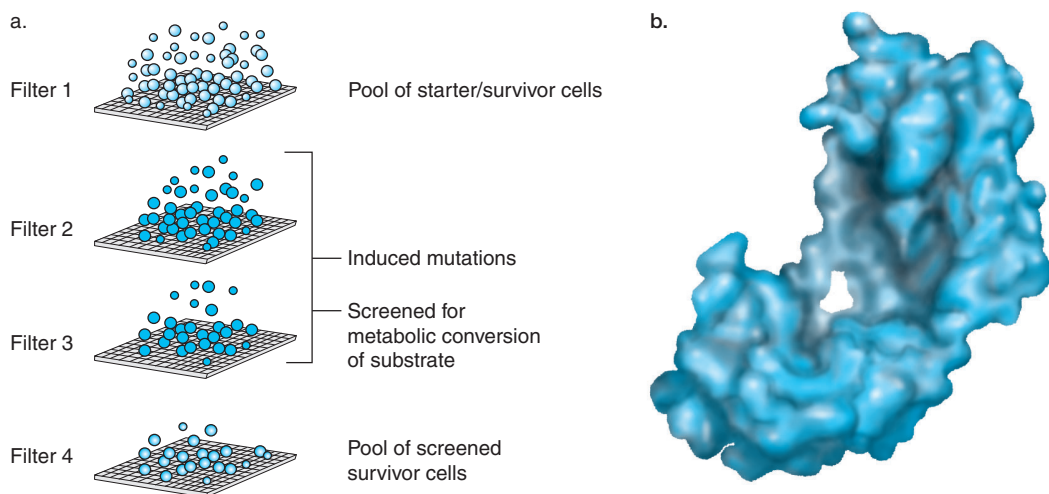 a.
Filter 1
Pool of starter/survivor cells
Filter 2
Induced mutations
Screened for
metabolic conversion
of substrate
Filter 3
Filter 4
Pool of screened
survivor cells
b.